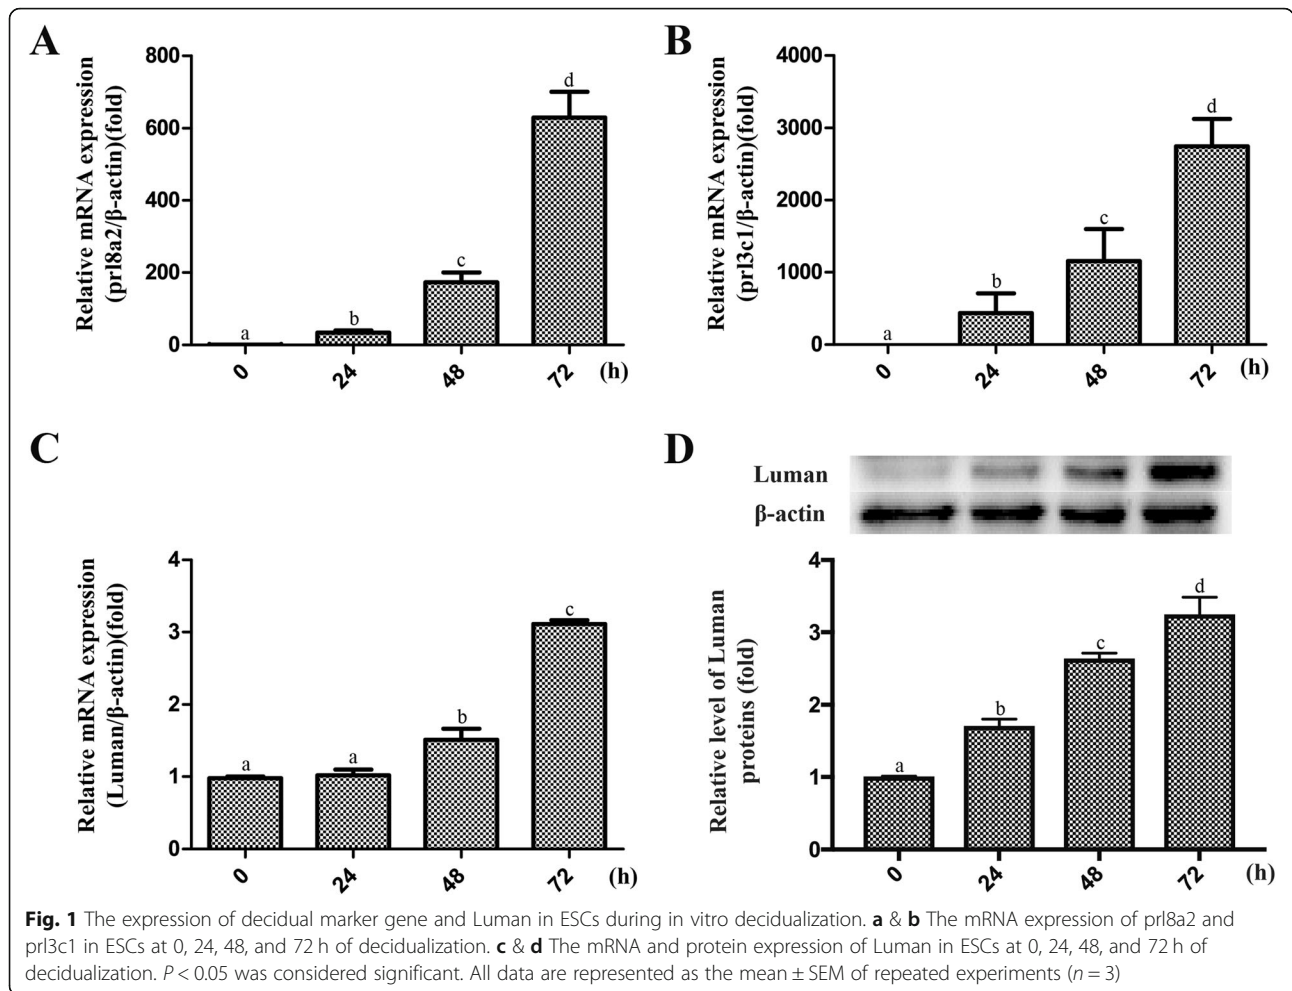 A
Relative mRNA expression
(prl8a2/β-actin)(fold)
800
600
400
200
0
a
b
c
d
0
24
48
72
(h)
B
Relative mRNA expression
(prl3c1/β-actin)(fold)
4000
3000
2000
1000
0
a
b
c
d
0
24
48
72
(h)
C
Relative mRNA expression
(Luman/β-actin)(fold)
4
3
2
1
0
a
a
b
c
0
24
48
72
(h)
D
Luman
β-actin
Relative level of Luman
proteins (fold)
4
3
2
1
0
a
b
c
d
0
24
48
72
(h)
Fig. 1 The expression of decidual marker gene and Luman in ESCs during in vitro decidualization. a & b The mRNA expression of prl8a2 and
prl3c1 in ESCs at 0, 24, 48, and 72 h of decidualization. c & d The mRNA and protein expression of Luman in ESCs at 0, 24, 48, and 72 h of
decidualization. P < 0.05 was considered significant. All data are represented as the mean ± SEM of repeated experiments (n = 3)